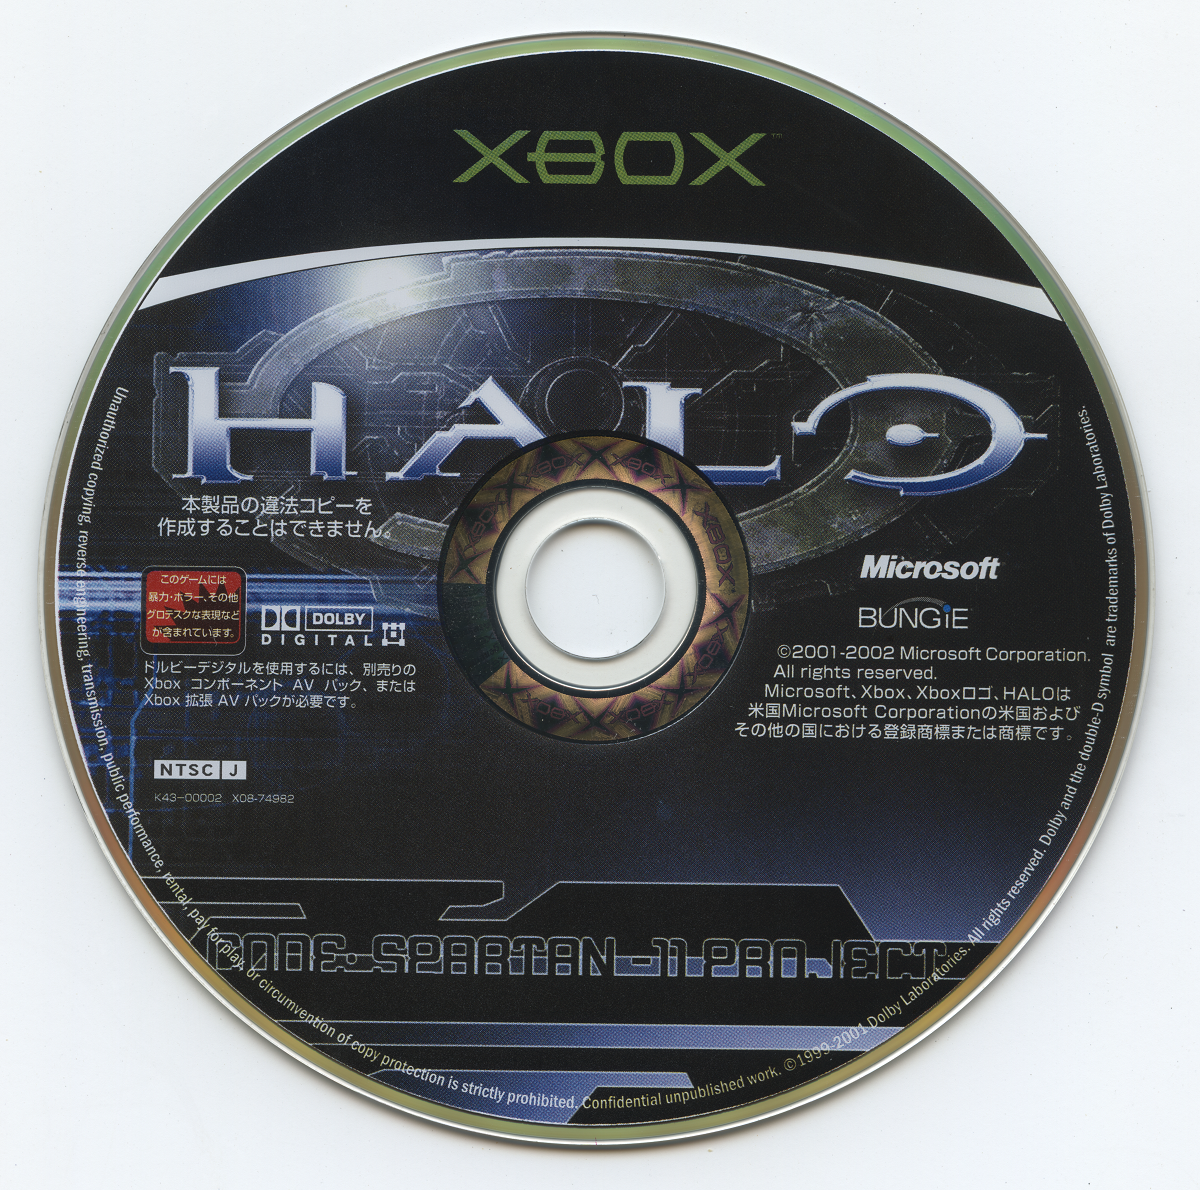 XBOX™
HALO
本製品の違法コピーを
作成することはできません。
このゲームには
暴力・ホラー、その他
グロテスクな表現など
が含まれています。
DOLBY
DIGITAL
ドルビーデジタルを使用するには、別売りの
Xbox コンポーネント AV パック、または
Xbox 拡張 AV パックが必要です。
NTSC J
K43-00002 X08-74982
Microsoft
BUNGiE
©2001-2002 Microsoft Corporation.
All rights reserved.
Microsoft、Xbox、Xboxロゴ、HALOは
米国Microsoft Corporationの米国および
その他の国における登録商標または商標です。
CODE:SPARTAN-11 PROJECT
Unauthorized copying, reverse engineering, transmission, public performance, rental, pay for play, or circumvention of copy protection is strictly prohibited. Confidential unpublished work. ©1999-2001 Dolby Laboratories. All rights reserved. Dolby and the double-D symbol are trademarks of Dolby Laboratories.
XBOX
XBOX
XBOX